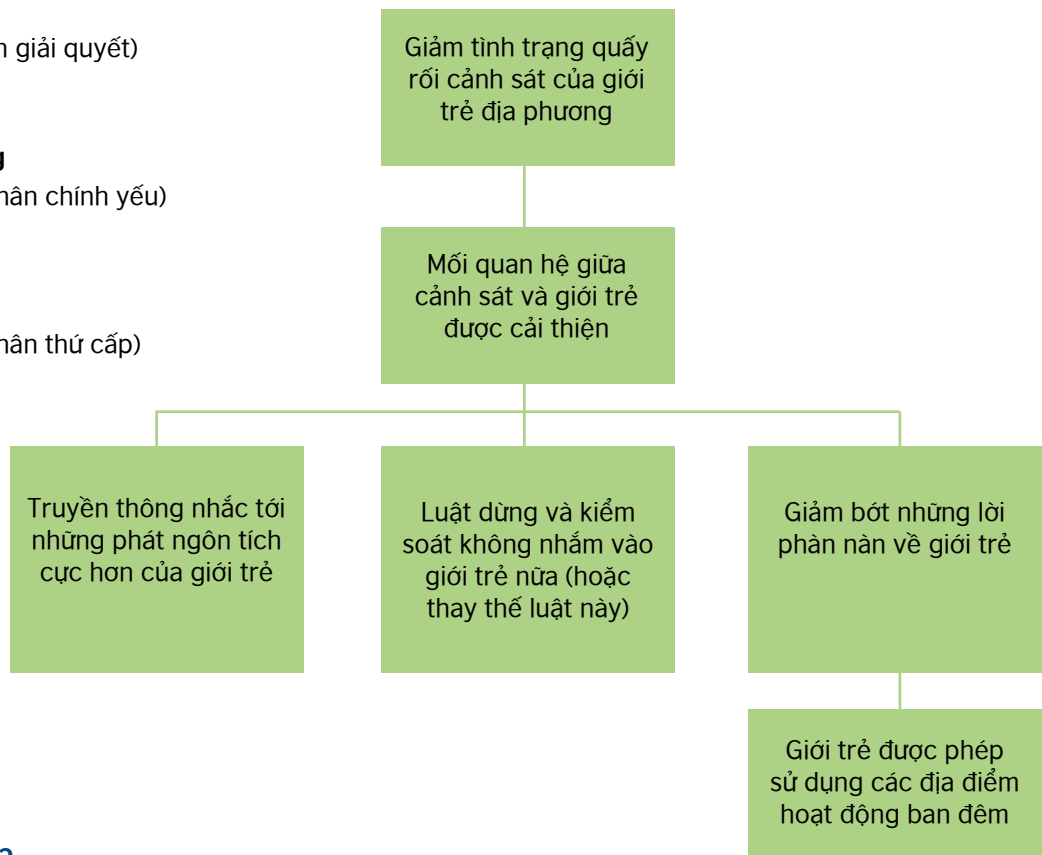 giải quyết)
Giảm tình trạng quấy
rối cảnh sát của giới
trẻ địa phương
chính yếu)
Mối quan hệ giữa
cảnh sát và giới trẻ
được cải thiện
thứ cấp)
Truyền thông nhắc tới
những phát ngôn tích
cực hơn của giới trẻ
Luật dừng và kiểm
soát không nhắm vào
giới trẻ nữa (hoặc
thay thế luật này)
Giảm bớt những lời
phàn nàn về giới trẻ
Giới trẻ được phép
sử dụng các địa điểm
hoạt động ban đêm